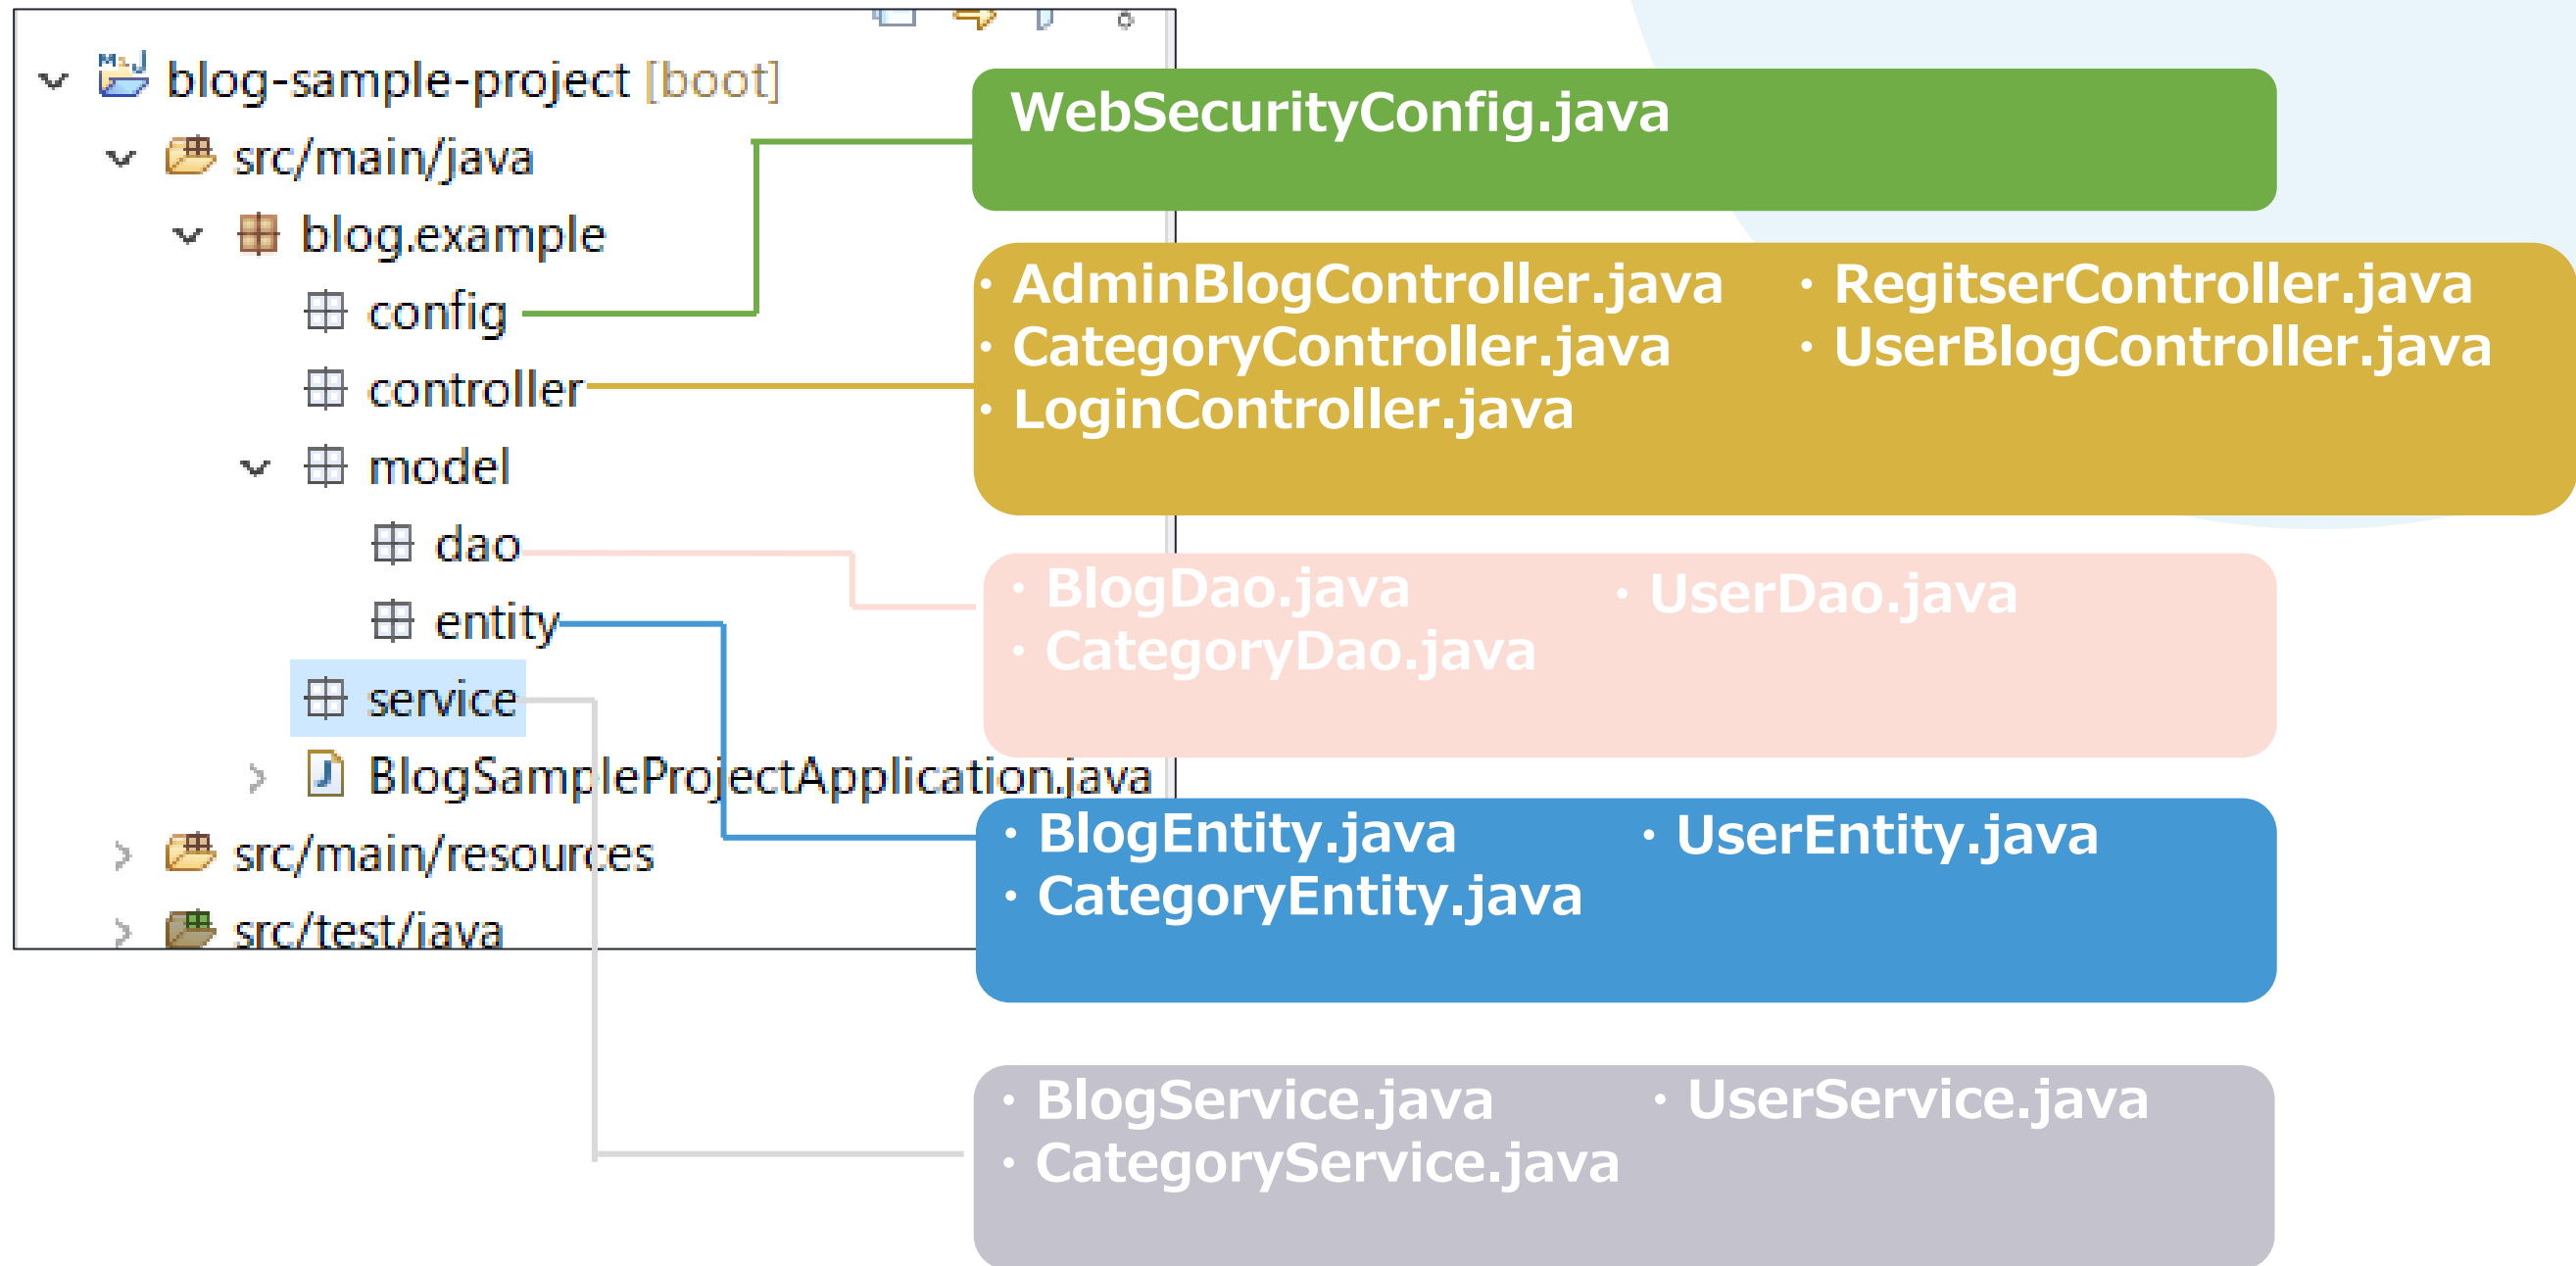 blog-sample-project [boot]
src/main/java
blog.example
config
controller
model
dao
entity
service
BlogSampleProjectApplication.java
src/main/resources
src/test/java
WebSecurityConfig.java
・AdminBlogController.java
・CategoryController.java
・LoginController.java
・RegitserController.java
・UserBlogController.java
・BlogDao.java
・CategoryDao.java
・UserDao.java
・BlogEntity.java
・CategoryEntity.java
・UserEntity.java
・BlogService.java
・CategoryService.java
・UserService.java